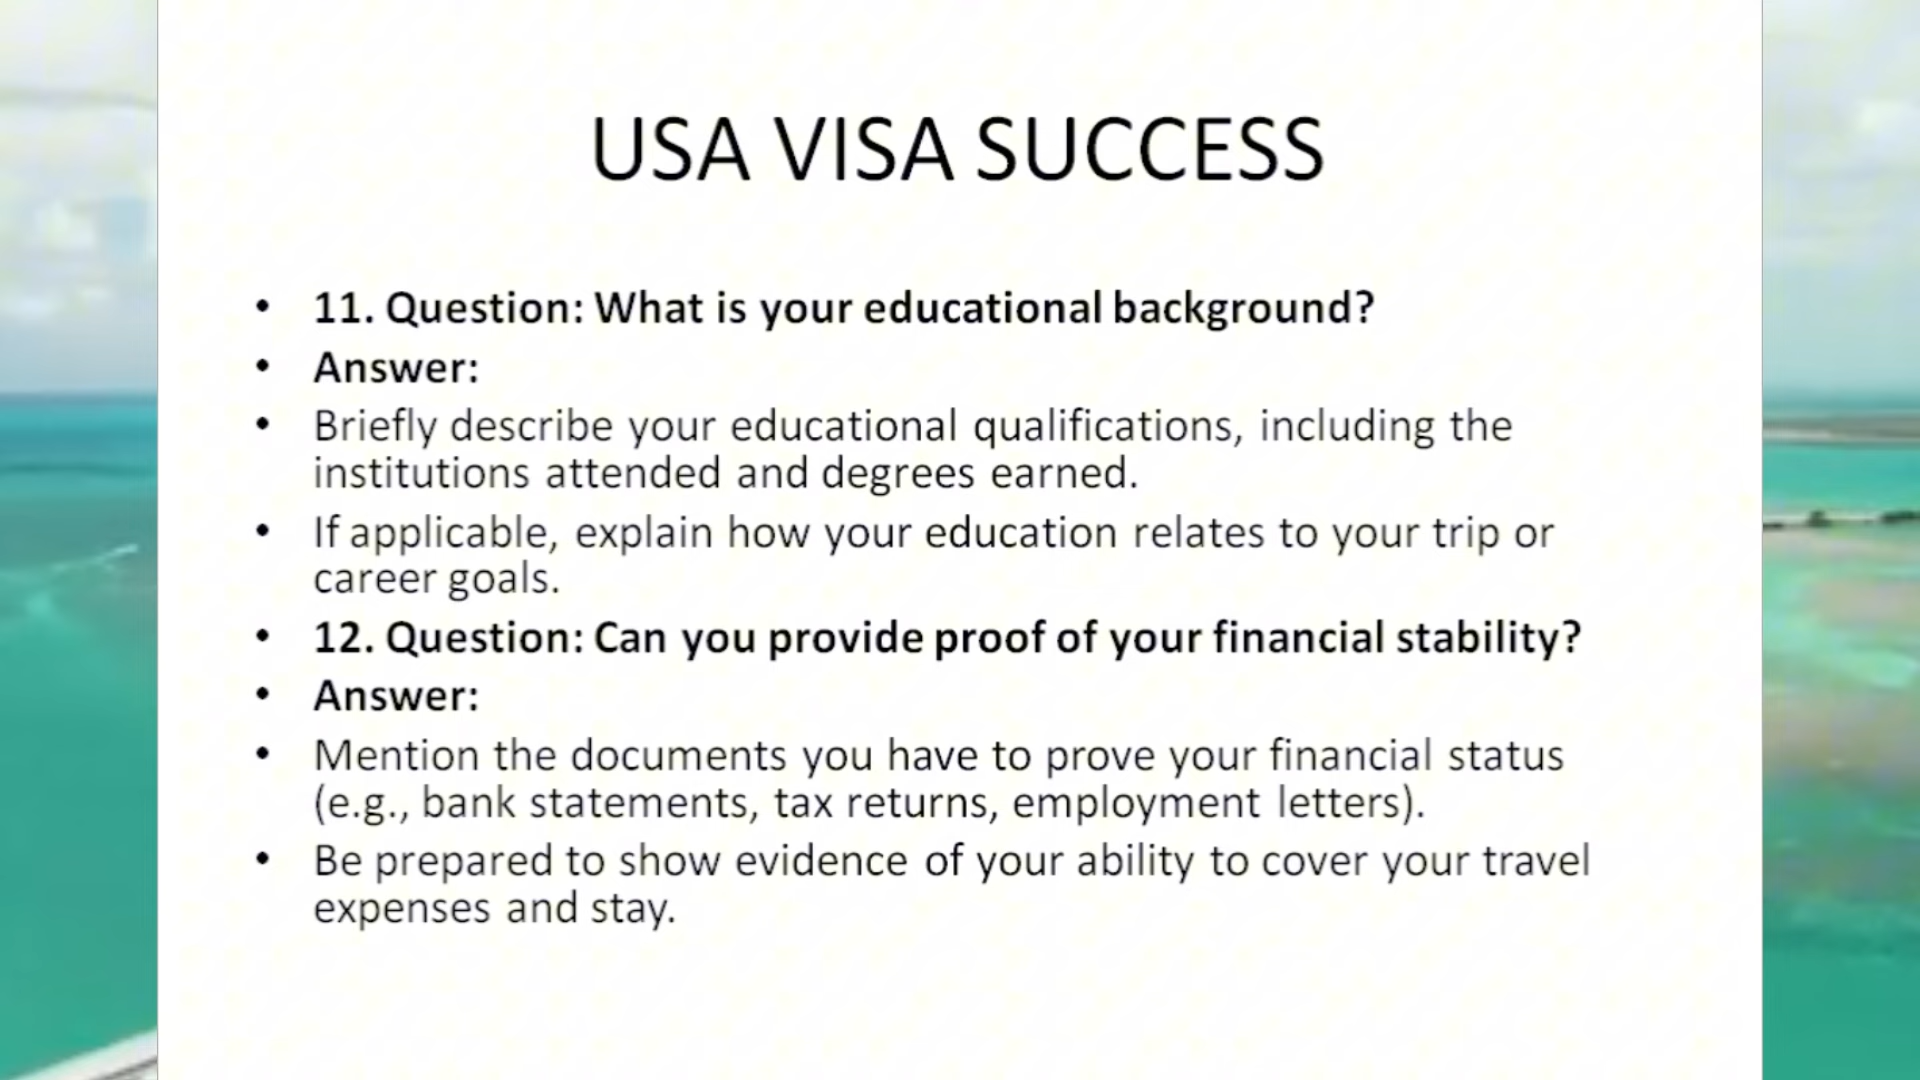 USA VISA SUCCESS
• 11. Question: What is your educational background?
• Answer:
• Briefly describe your educational qualifications, including the
institutions attended and degrees earned.
• If applicable, explain how your education relates to your trip or
career goals.
• 12. Question: Can you provide proof of your financial stability?
• Answer:
• Mention the documents you have to prove your financial status
(e.g., bank statements, tax returns, employment letters).
• Be prepared to show evidence of your ability to cover your travel
expenses and stay.